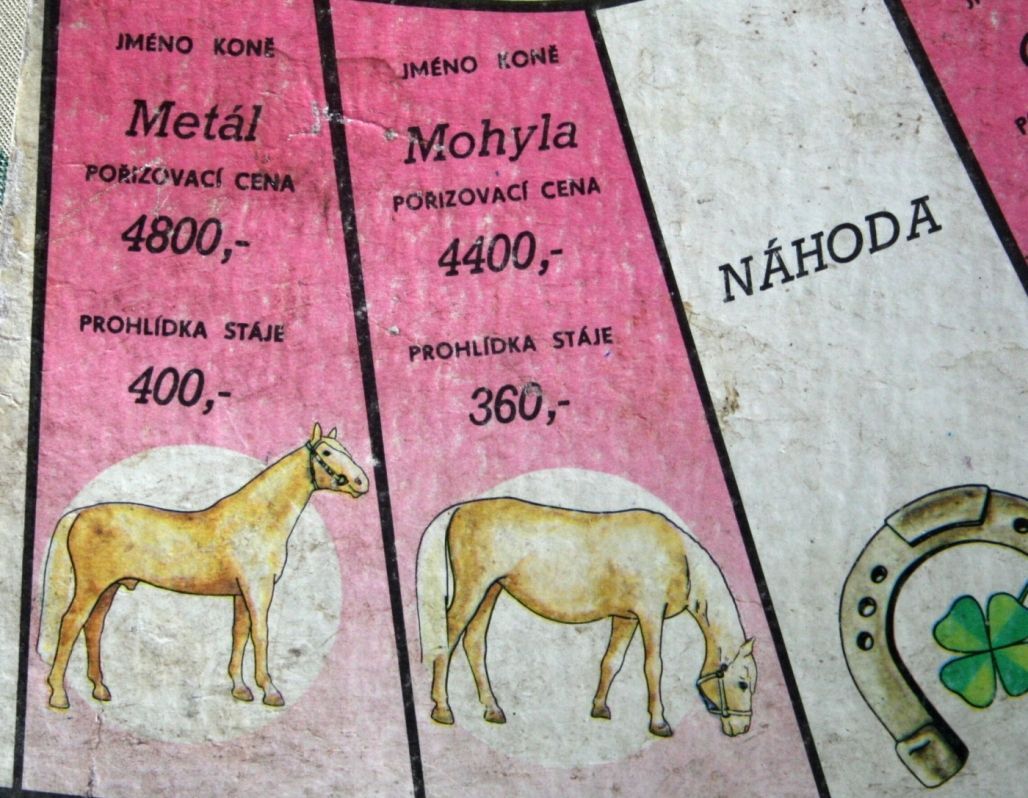 JMÉNO KONĚ
Metál
POŘIZOVACÍ CENA
4800,-
PROHLÍDKA STÁJE
400,-
JMÉNO KONĚ
Mohyla
POŘIZOVACÍ CENA
4400,-
PROHLÍDKA STÁJE
360,-
NÁHODA